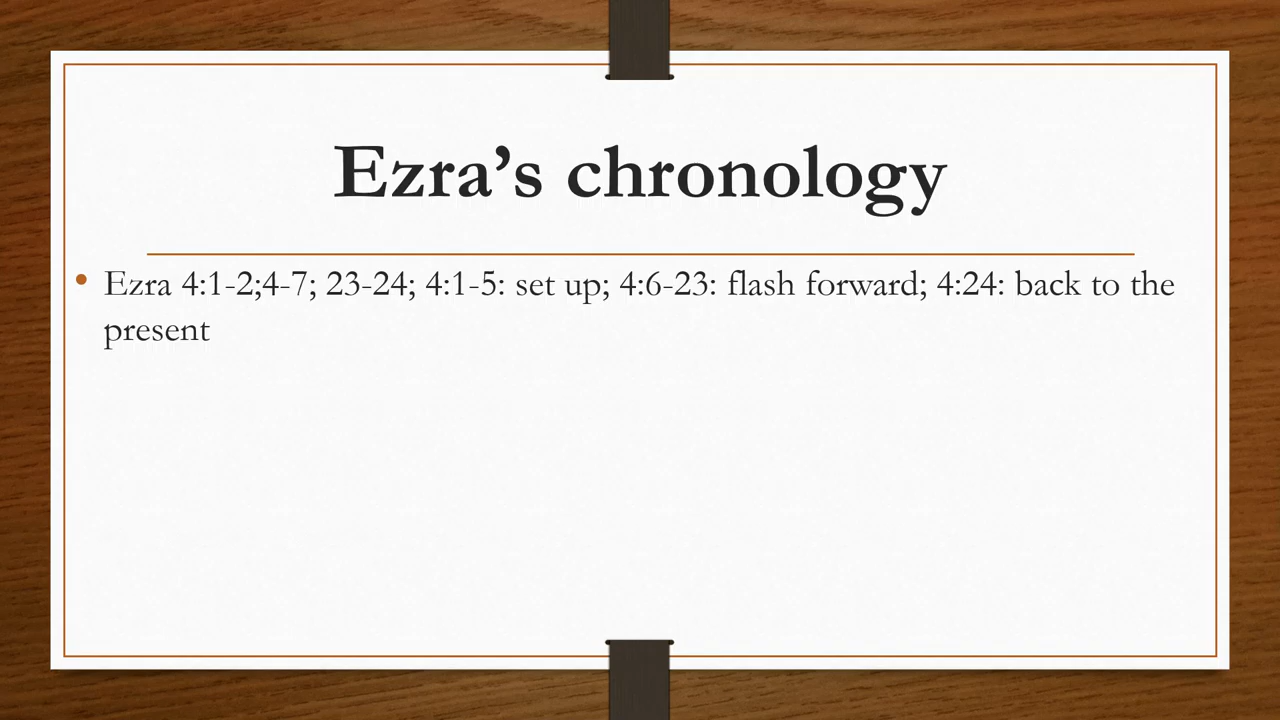 Ezra’s chronology
• Ezra 4:1-2;4-7; 23-24; 4:1-5: set up; 4:6-23: flash forward; 4:24: back to the
present